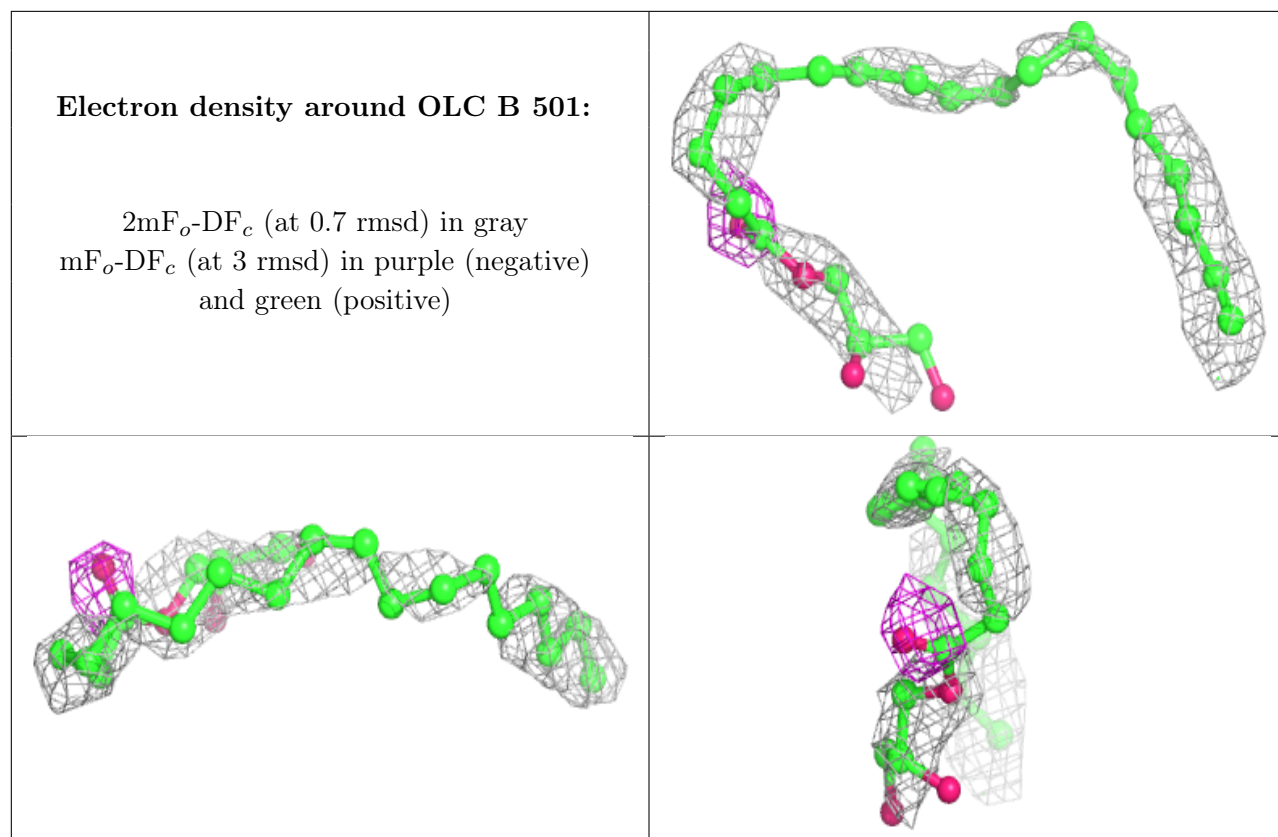 Electron density around OLC B 501:
2mFₒ-DF𝒸 (at 0.7 rmsd) in gray
mFₒ-DF𝒸 (at 3 rmsd) in purple (negative)
and green (positive)